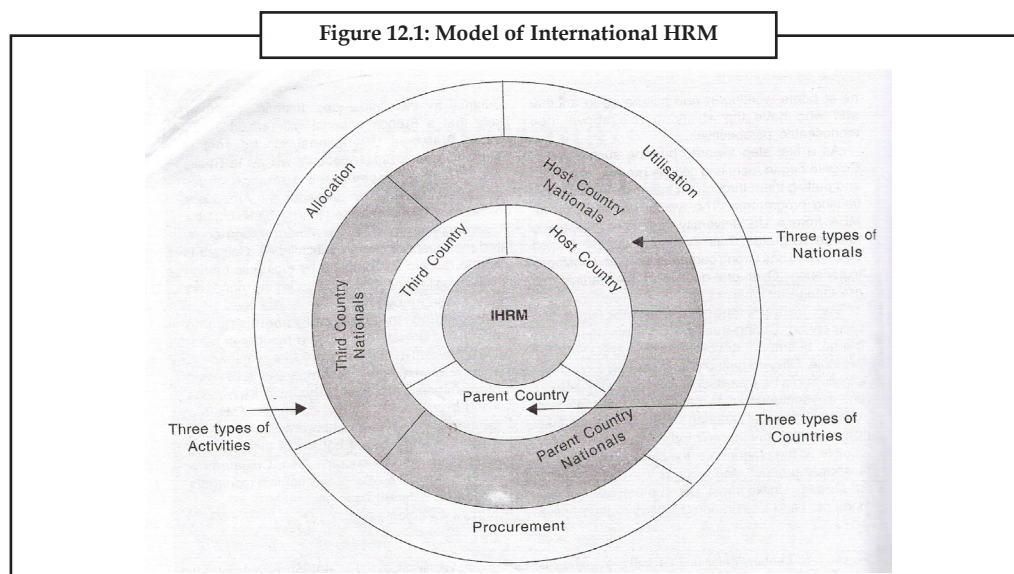 Figure 12.1: Model of International HRM
Allocation
Utilisation
Host Country
Nationals
Third Country
Host Country
Three types of
Nationals
Third Country
Nationals
IHRM
Parent Country
Three types of
Activities
Parent Country
Nationals
Three types of
Countries
Procurement